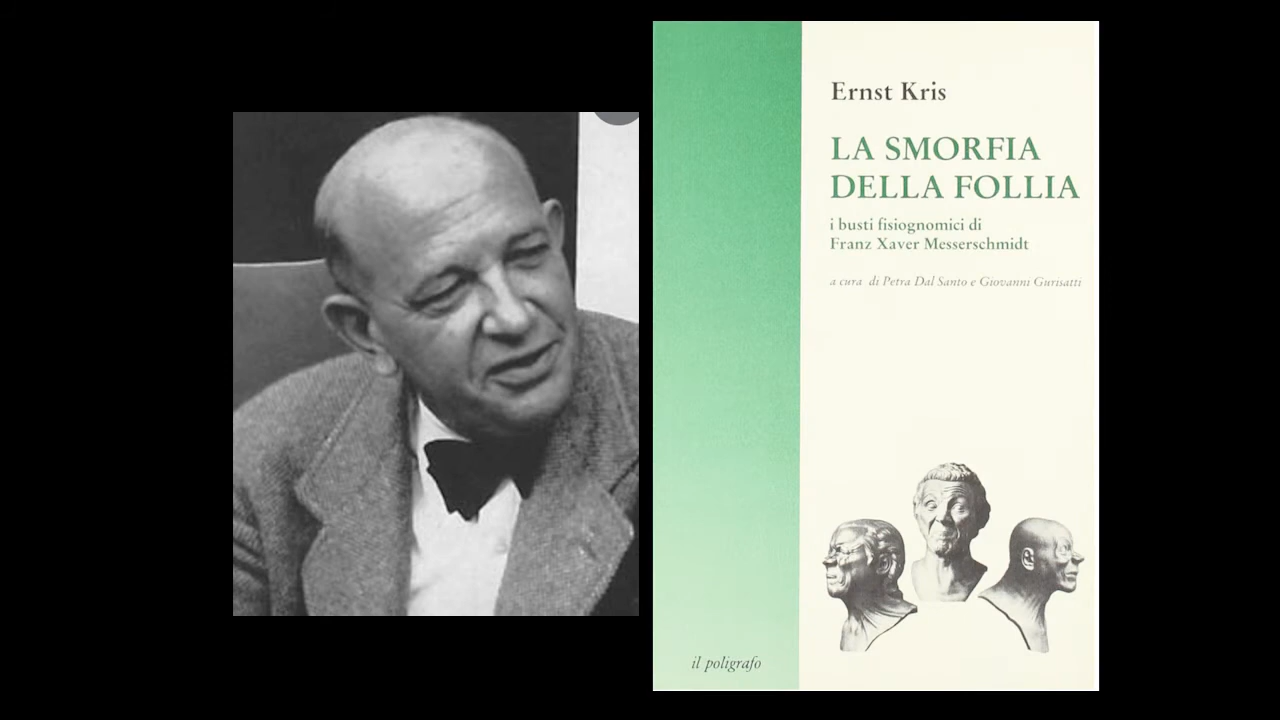 Ernst Kris
LA SMORFIA
DELLA FOLLIA
i busti fisiognomici di
Franz Xaver Messerschmidt
a cura di Petra Dal Santo e Giovanni Gurisatti
il poligrafo